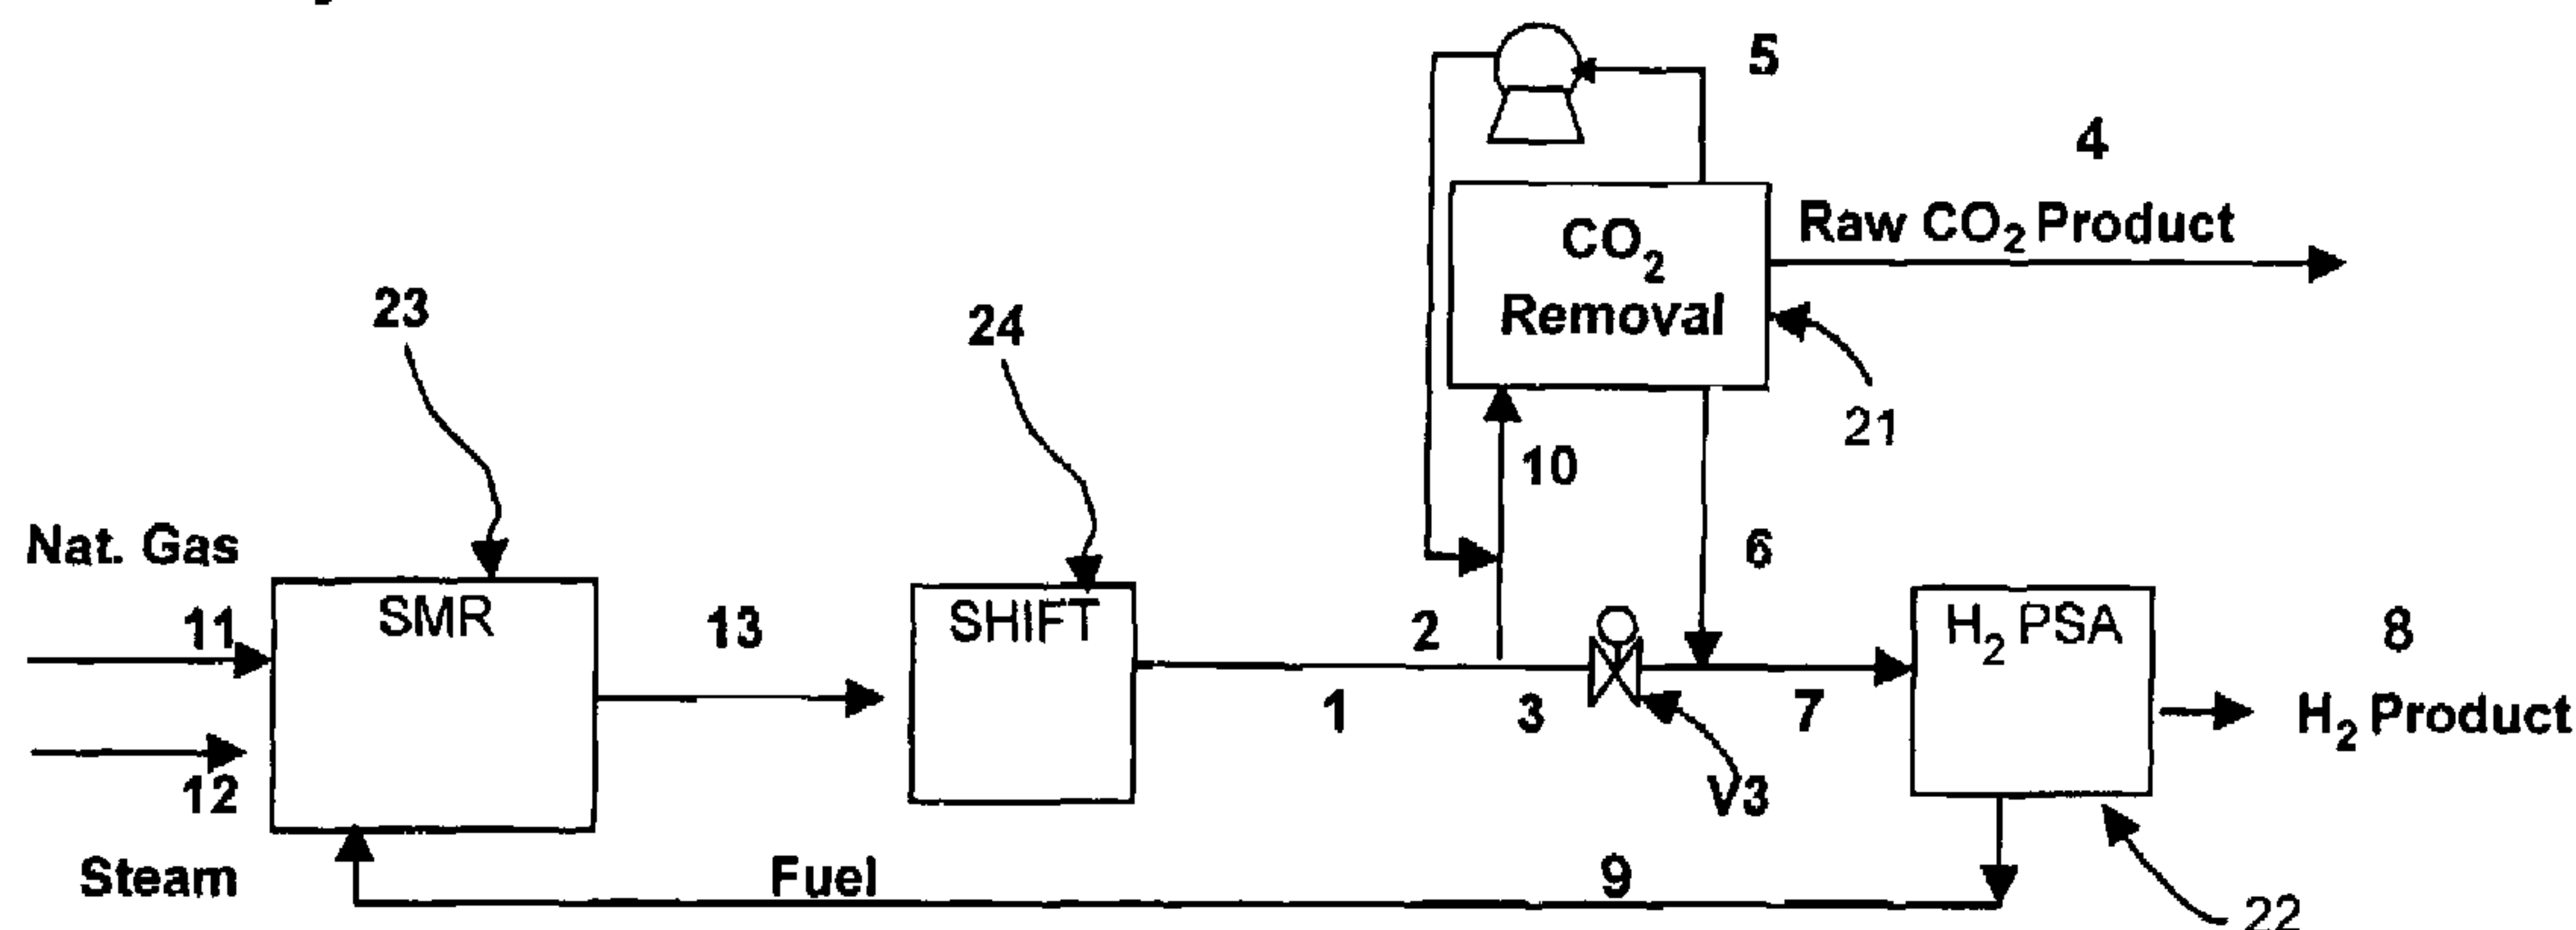 5
4
Raw CO₂ Product
CO₂
Removal
23
24
21
10
Nat. Gas
6
11
SMR
13
SHIFT
2
H₂ PSA
8
1
3
7
H₂ Product
12
V3
Steam
Fuel
9
22